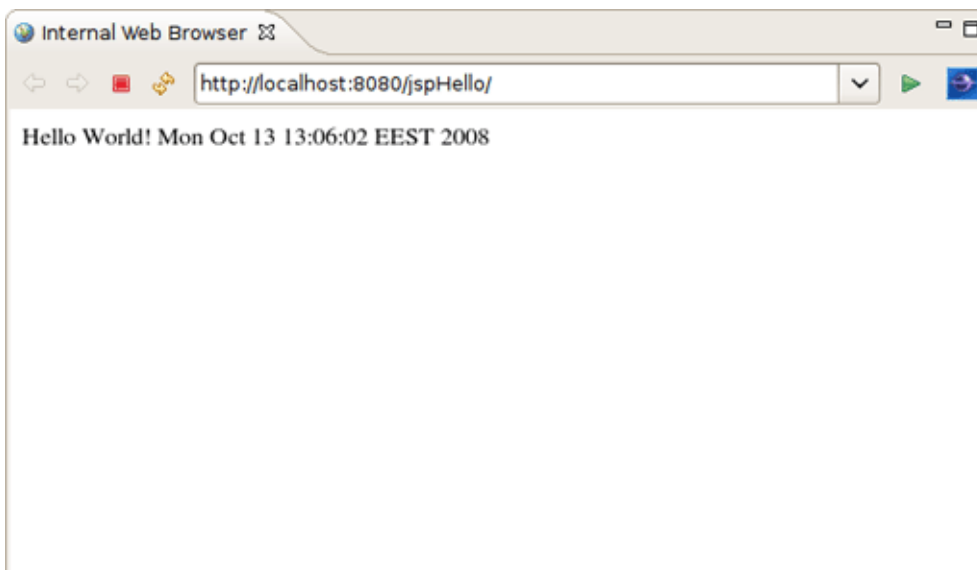 Internal Web Browser
http://localhost:8080/jspHello/
Hello World! Mon Oct 13 13:06:02 EEST 2008